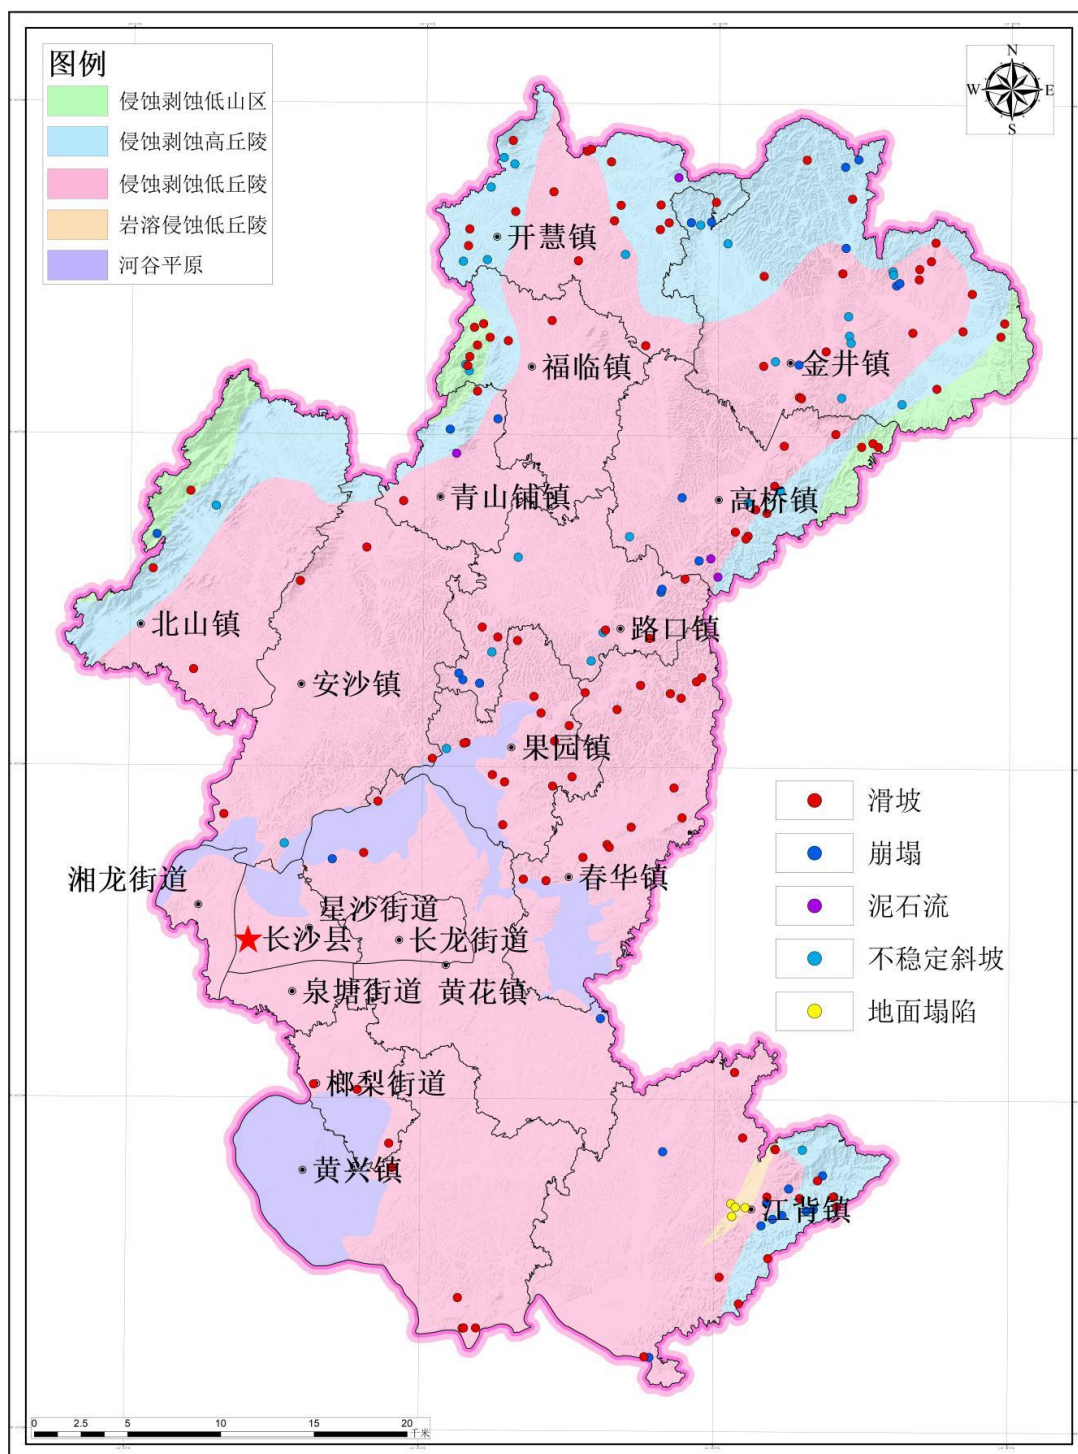 图例
侵蚀剥蚀低山区
侵蚀剥蚀高丘陵
侵蚀剥蚀低丘陵
岩溶侵蚀低丘陵
河谷平原
N
W
E
S
开慧镇
福临镇
金井镇
青山铺镇
高桥镇
北山镇
路口镇
安沙镇
果园镇
滑坡
崩塌
泥石流
不稳定斜坡
地面塌陷
湘龙街道
春华镇
星沙街道
长沙县
长龙街道
泉塘街道
黄花镇
榔梨街道
黄兴镇
江背镇
0 2.5 5 10 15 20
千米